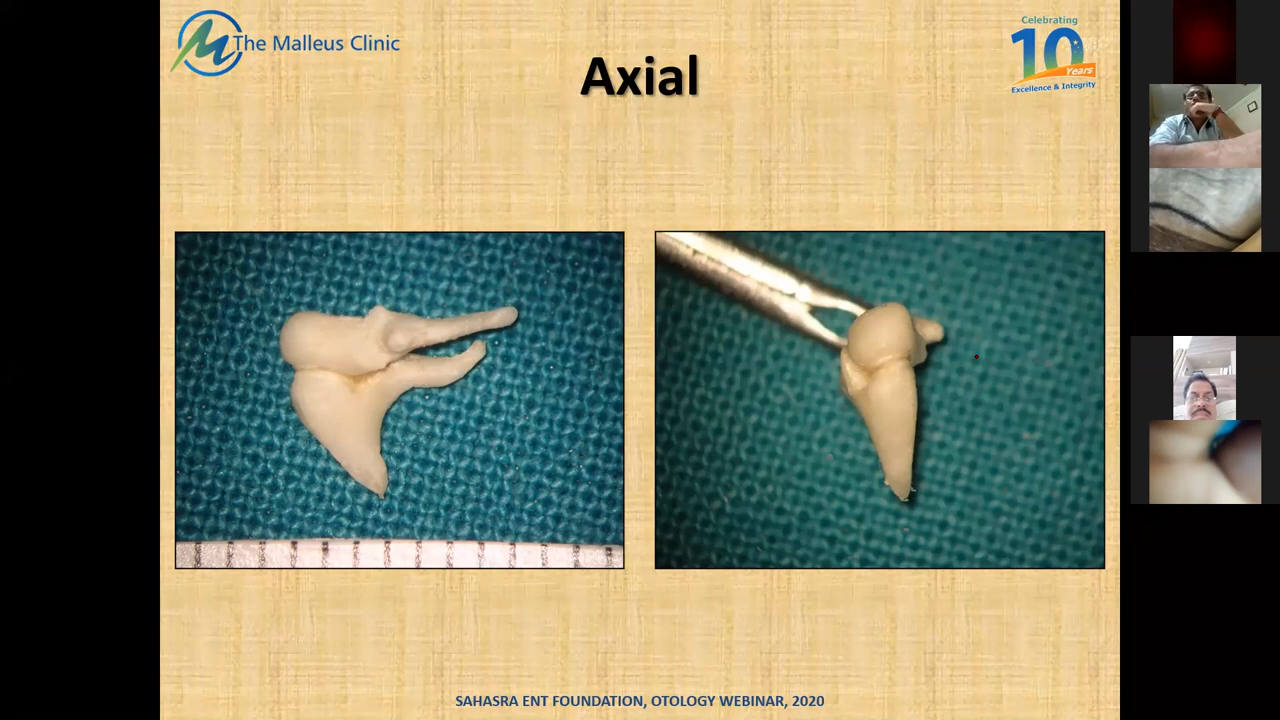 The Malleus Clinic
Celebrating
10
Years
Excellence & Integrity
Axial
SAHASRA ENT FOUNDATION, OTOLOGY WEBINAR, 2020